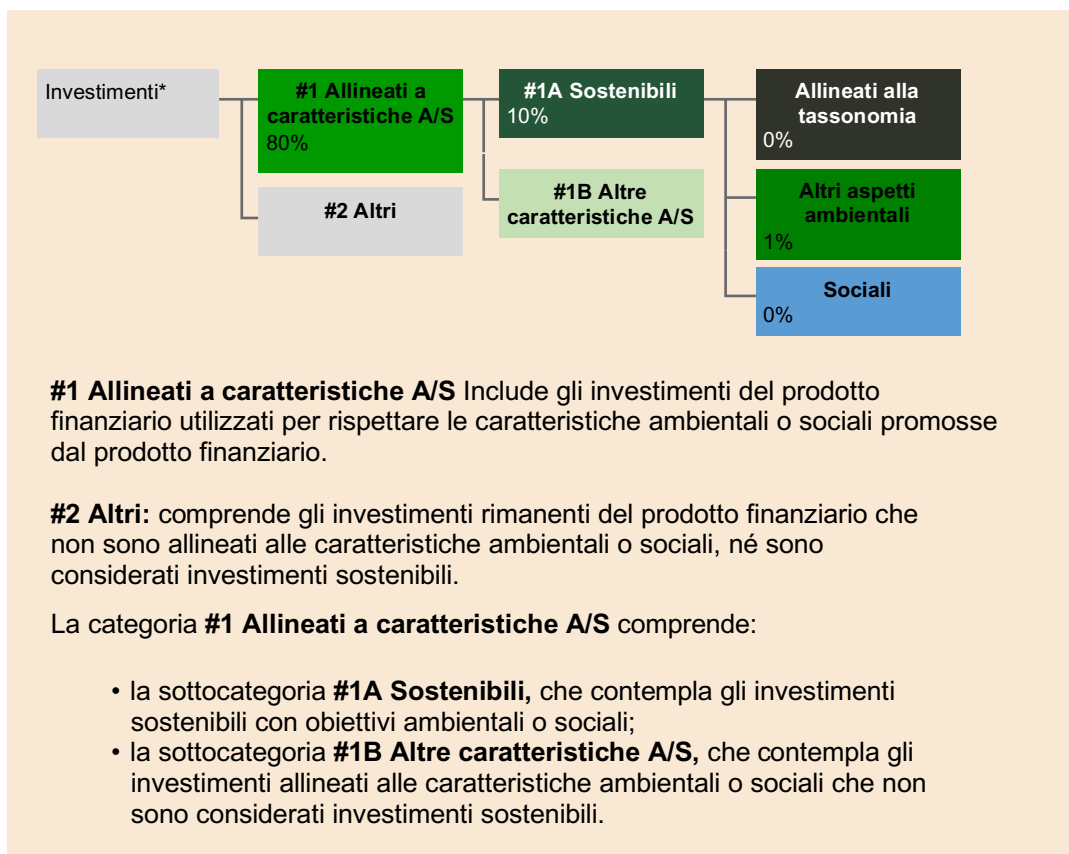 Investimenti*
#1 Allineati a
caratteristiche A/S
80%
#2 Altri
#1A Sostenibili
10%
#1B Altre
caratteristiche A/S
Allineati alla
tassonomia
0%
Altri aspetti
ambientali
1%
Sociali
0%
#1 Allineati a caratteristiche A/S Include gli investimenti del prodotto
finanziario utilizzati per rispettare le caratteristiche ambientali o sociali promosse
dal prodotto finanziario.
#2 Altri: comprende gli investimenti rimanenti del prodotto finanziario che
non sono allineati alle caratteristiche ambientali o sociali, né sono
considerati investimenti sostenibili.
La categoria #1 Allineati a caratteristiche A/S comprende:
• la sottocategoria #1A Sostenibili, che contempla gli investimenti
sostenibili con obiettivi ambientali o sociali;
• la sottocategoria #1B Altre caratteristiche A/S, che contempla gli
investimenti allineati alle caratteristiche ambientali o sociali che non
sono considerati investimenti sostenibili.